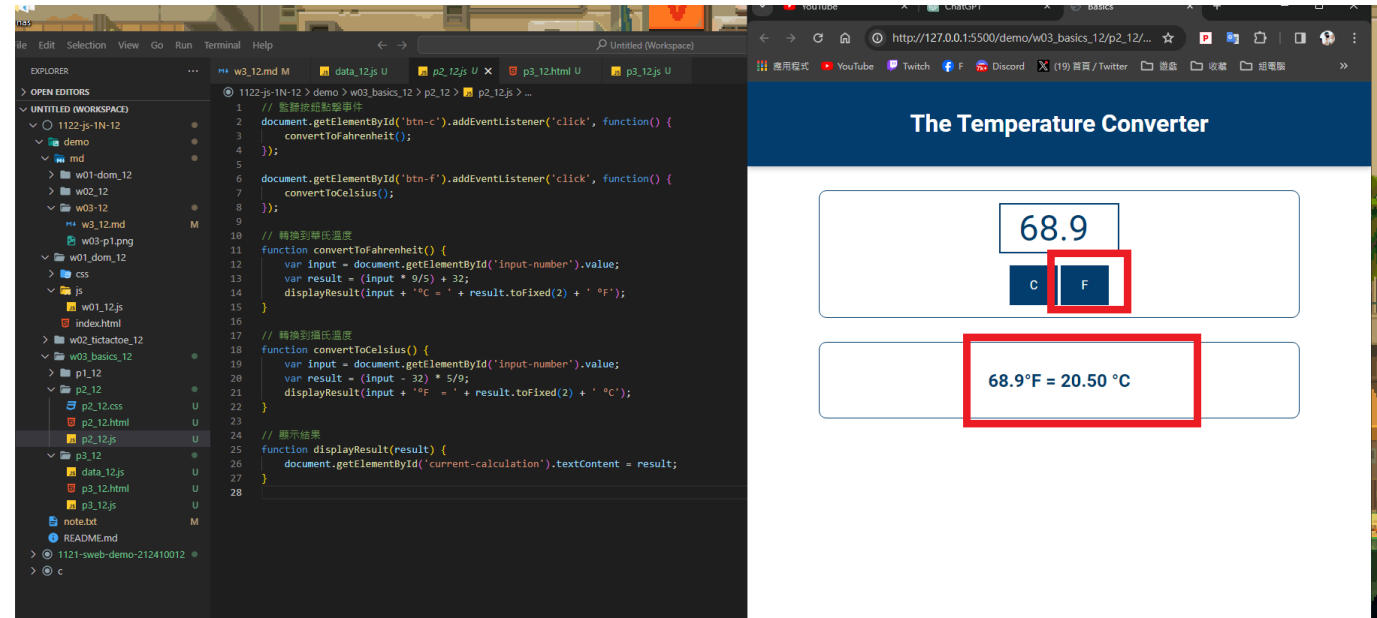 File Edit Selection View Go Run Terminal Help
Untitled (Workspace)
EXPLORER
OPEN EDITORS
UNTITLED (WORKSPACE)
1122-js-1N-12
demo
md
w01-dom_12
w02_12
w03-12
w3_12.md M
w03-p1.png
w01_dom_12
css
js
w01_12.js
index.html
w02_tictactoe_12
w03_basics_12
p1_12
p2_12
p2_12.css U
p2_12.html U
p2_12.js U
p3_12
data_12.js U
p3_12.html U
p3_12.js U
note.txt M
README.md
1121-sweb-demo-212410012
c
w3_12.md M data_12.js U p2_12.js U p3_12.html U p3_12.js U
1122-js-1N-12 > demo > w03_basics_12 > p2_12 > p2_12.js > ...
1 // 監聽按鈕點擊事件
2 document.getElementById('btn-c').addEventListener('click', function() {
3 convertToFahrenheit();
4 });
5
6 document.getElementById('btn-f').addEventListener('click', function() {
7 convertToCelsius();
8 });
9
10 // 轉換到華氏溫度
11 function convertToFahrenheit() {
12 var input = document.getElementById('input-number').value;
13 var result = (input * 9/5) + 32;
14 displayResult(input + '°C = ' + result.toFixed(2) + ' °F');
15 }
16
17 // 轉換到攝氏溫度
18 function convertToCelsius() {
19 var input = document.getElementById('input-number').value;
20 var result = (input - 32) * 5/9;
21 displayResult(input + '°F = ' + result.toFixed(2) + ' °C');
22 }
23
24 // 顯示結果
25 function displayResult(result) {
26 document.getElementById('current-calculation').textContent = result;
27 }
28
YouTube ChatGPT Basics
http://127.0.0.1:5500/demo/w03_basics_12/p2_12/...
應用程式 YouTube Twitch F Discord (19) 首頁 / Twitter 遊戲 收藏 組電腦 »
The Temperature Converter
68.9
C F
68.9°F = 20.50 °C